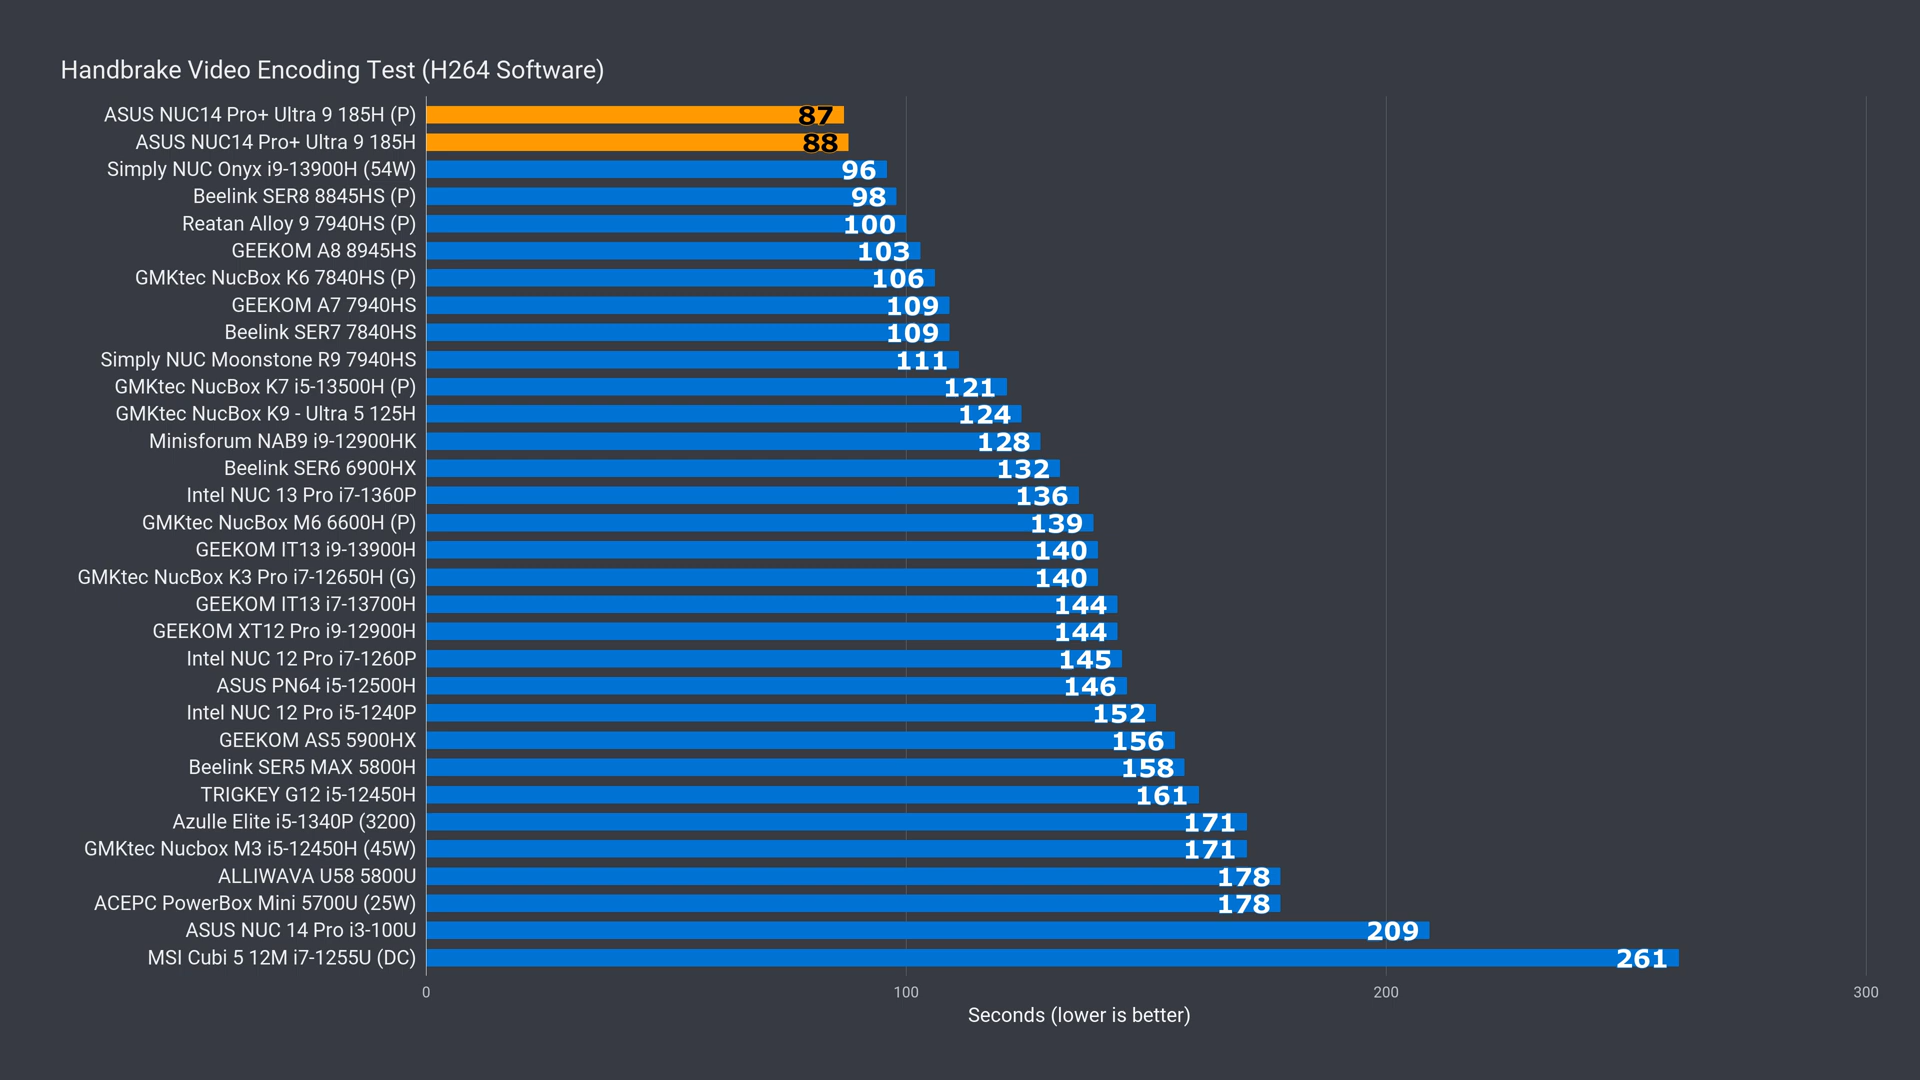 Handbrake Video Encoding Test (H264 Software)
ASUS NUC14 Pro+ Ultra 9 185H (P) 87
ASUS NUC14 Pro+ Ultra 9 185H 88
Simply NUC Onyx i9-13900H (54W) 96
Beelink SER8 8845HS (P) 98
Reatan Alloy 9 7940HS (P) 100
GEEKOM A8 8945HS 103
GMKtec NucBox K6 7840HS (P) 106
GEEKOM A7 7940HS 109
Beelink SER7 7840HS 109
Simply NUC Moonstone R9 7940HS 111
GMKtec NucBox K7 i5-13500H (P) 121
GMKtec NucBox K9 - Ultra 5 125H 124
Minisforum NAB9 i9-12900HK 128
Beelink SER6 6900HX 132
Intel NUC 13 Pro i7-1360P 136
GMKtec NucBox M6 6600H (P) 139
GEEKOM IT13 i9-13900H 140
GMKtec NucBox K3 Pro i7-12650H (G) 140
GEEKOM IT13 i7-13700H 144
GEEKOM XT12 Pro i9-12900H 144
Intel NUC 12 Pro i7-1260P 145
ASUS PN64 i5-12500H 146
Intel NUC 12 Pro i5-1240P 152
GEEKOM AS5 5900HX 156
Beelink SER5 MAX 5800H 158
TRIGKEY G12 i5-12450H 161
Azulle Elite i5-1340P (3200) 171
GMKtec Nucbox M3 i5-12450H (45W) 171
ALLIWAVA U58 5800U 178
ACEPC PowerBox Mini 5700U (25W) 178
ASUS NUC 14 Pro i3-100U 209
MSI Cubi 5 12M i7-1255U (DC) 261
0 100 200 300
Seconds (lower is better)